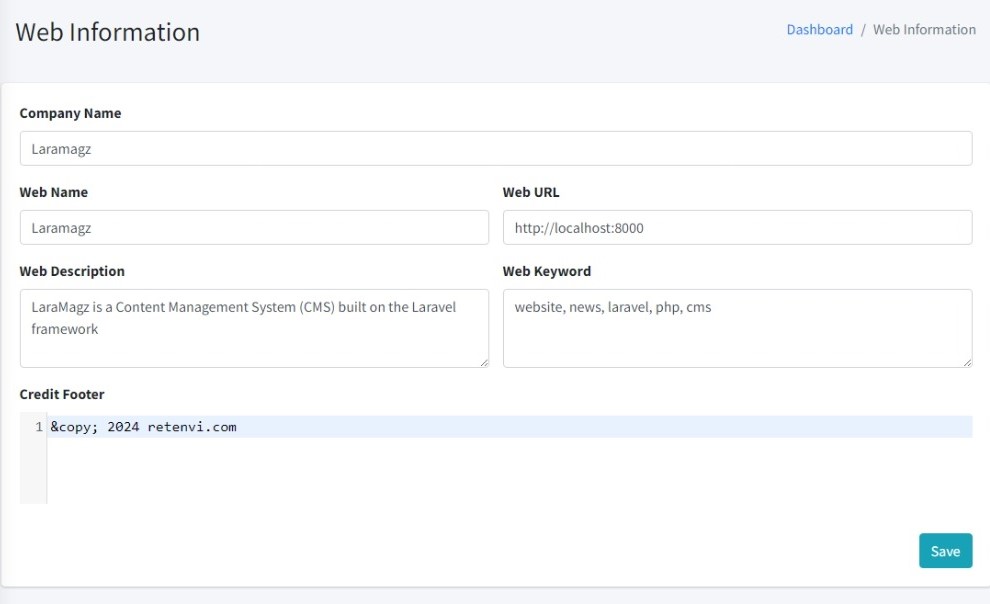 Web Information
Dashboard / Web Information
Company Name
Laramagz
Web Name
Web URL
Laramagz
http://localhost:8000
Web Description
Web Keyword
LaraMagz is a Content Management System (CMS) built on the Laravel
framework
website, news, laravel, php, cms
Credit Footer
1 &copy; 2024 retenvi.com
Save